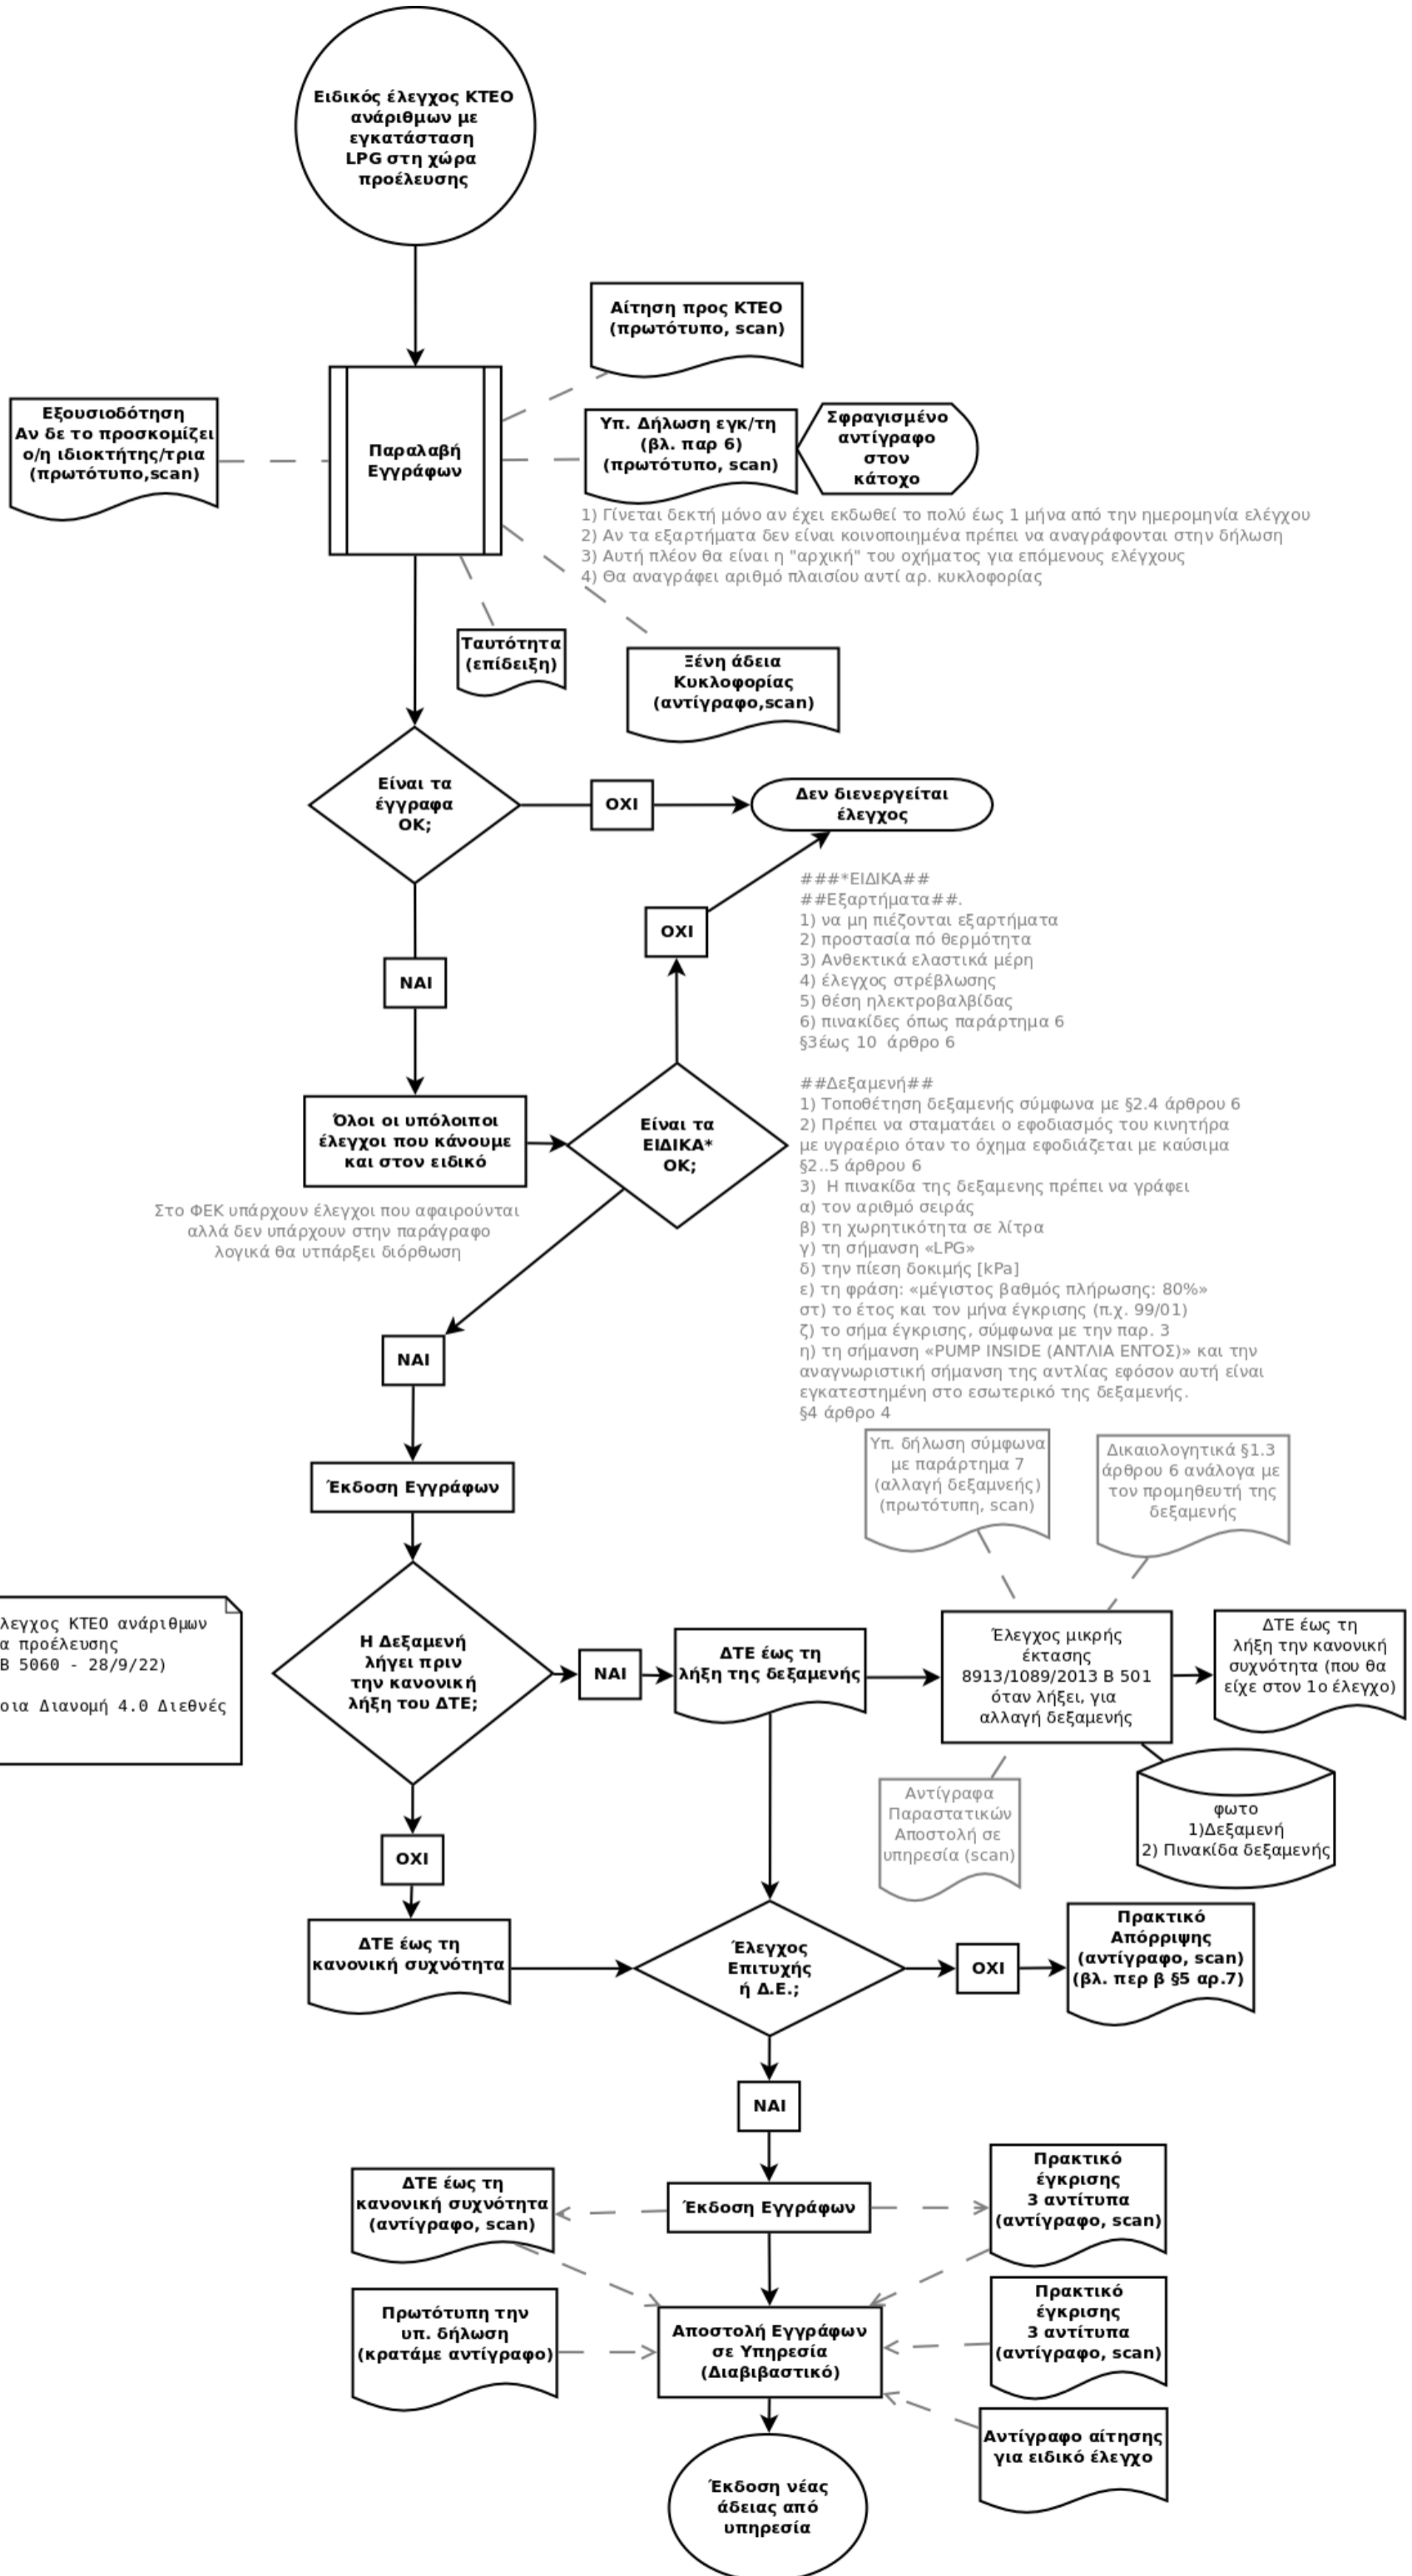 Ειδικός έλεγχος ΚΤΕΟ
ανάριθμων με
εγκατάσταση
LPG στη χώρα
προέλευσης
Αίτηση προς ΚΤΕΟ
(πρωτότυπο, scan)
Εξουσιοδότηση
Αν δε το προσκομίζει
ο/η ιδιοκτήτης/τρια
(πρωτότυπο,scan)
Παραλαβή
Εγγράφων
Υπ. Δήλωση εγκ/τη
(βλ. παρ 6)
(πρωτότυπο, scan)
Σφραγισμένο
αντίγραφο
στον
κάτοχο
1) Γίνεται δεκτή μόνο αν έχει εκδωθεί το πολύ έως 1 μήνα από την ημερομηνία ελέγχου
2) Αν τα εξαρτήματα δεν είναι κοινοποιημένα πρέπει να αναγράφονται στην δήλωση
3) Αυτή πλέον θα είναι η "αρχική" του οχήματος για επόμενους ελέγχους
4) Θα αναγράφει αριθμό πλαισίου αντί αρ. κυκλοφορίας
Ταυτότητα
(επίδειξη)
Ξένη άδεια
Κυκλοφορίας
(αντίγραφο,scan)
Είναι τα
έγγραφα
ΟΚ;
ΟΧΙ
Δεν διενεργείται
έλεγχος
ΟΧΙ
ΝΑΙ
###*ΕΙΔΙΚΑ##
##Εξαρτήματα##.
1) να μη πιέζονται εξαρτήματα
2) προστασία πό θερμότητα
3) Ανθεκτικά ελαστικά μέρη
4) έλεγχος στρέβλωσης
5) θέση ηλεκτροβαλβίδας
6) πινακίδες όπως παράρτημα 6
§3έως 10  άρθρο 6
##Δεξαμενή##
1) Τοποθέτηση δεξαμενής σύμφωνα με §2.4 άρθρου 6
2) Πρέπει να σταματάει ο εφοδιασμός του κινητήρα
με υγραέριο όταν το όχημα εφοδιάζεται με καύσιμα
§2..5 άρθρου 6
3)  Η πινακίδα της δεξαμενης πρέπει να γράφει
α) τον αριθμό σειράς
β) τη χωρητικότητα σε λίτρα
γ) τη σήμανση «LPG»
δ) την πίεση δοκιμής [kPa]
ε) τη φράση: «μέγιστος βαθμός πλήρωσης: 80%»
στ) το έτος και τον μήνα έγκρισης (π.χ. 99/01)
ζ) το σήμα έγκρισης, σύμφωνα με την παρ. 3
η) τη σήμανση «PUMP INSIDE (ΑΝΤΛΙΑ ΕΝΤΟΣ)» και την
αναγνωριστική σήμανση της αντλίας εφόσον αυτή είναι
εγκατεστημένη στο εσωτερικό της δεξαμενής.
§4 άρθρο 4
Όλοι οι υπόλοιποι
έλεγχοι που κάνουμε
και στον ειδικό
Είναι τα
ΕΙΔΙΚΑ*
ΟΚ;
Στο ΦΕΚ υπάρχουν έλεγχοι που αφαιρούνται
αλλά δεν υπάρχουν στην παράγραφο
λογικά θα υτπάρξει διόρθωση
ΝΑΙ
Έκδοση Εγγράφων
Υπ. δήλωση σύμφωνα
με παράρτημα 7
(αλλαγή δεξαμνεής)
(πρωτότυπη, scan)
Δικαιολογητικά §1.3
άρθρου 6 ανάλογα με
τον προμηθευτή της
δεξαμενής
λεγχος ΚΤΕΟ ανάριθμων
α προέλευσης
Β 5060 - 28/9/22)
οια Διανομή 4.0 Διεθνές
Η Δεξαμενή
λήγει πριν
την κανονική
λήξη του ΔΤΕ;
ΝΑΙ
ΔΤΕ έως τη
λήξη της δεξαμενής
Έλεγχος μικρής
έκτασης
8913/1089/2013 Β 501
όταν λήξει, για
αλλαγή δεξαμενής
ΔΤΕ έως τη
λήξη την κανονική
συχνότητα (που θα
είχε στον 1ο έλεγχο)
Αντίγραφα
Παραστατικών
Αποστολή σε
υπηρεσία (scan)
φωτο
1)Δεξαμενή
2) Πινακίδα δεξαμενής
ΟΧΙ
ΔΤΕ έως τη
κανονική συχνότητα
Έλεγχος
Επιτυχής
ή Δ.Ε.;
ΟΧΙ
Πρακτικό
Απόρριψης
(αντίγραφο, scan)
(βλ. περ β §5 αρ.7)
ΝΑΙ
ΔΤΕ έως τη
κανονική συχνότητα
(αντίγραφο, scan)
Έκδοση Εγγράφων
Πρακτικό
έγκρισης
3 αντίτυπα
(αντίγραφο, scan)
Πρωτότυπη την
υπ. δήλωση
(κρατάμε αντίγραφο)
Αποστολή Εγγράφων
σε Υπηρεσία
(Διαβιβαστικό)
Πρακτικό
έγκρισης
3 αντίτυπα
(αντίγραφο, scan)
Αντίγραφο αίτησης
για ειδικό έλεγχο
Έκδοση νέας
άδειας από
υπηρεσία